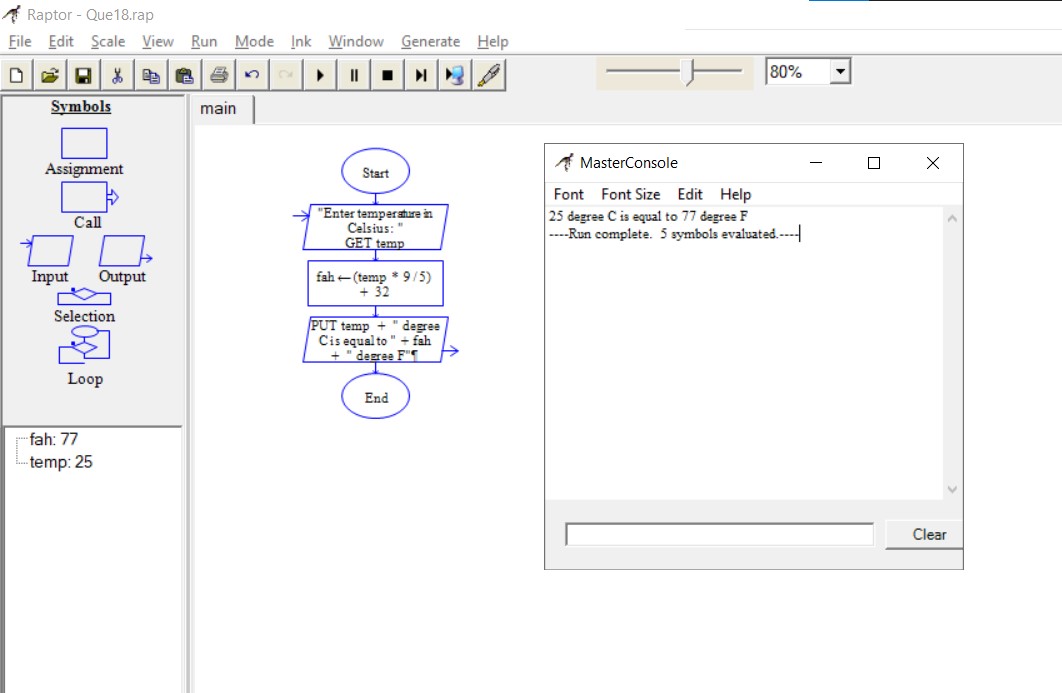 Raptor - Que18.rap
File Edit Scale View Run Mode Ink Window Generate Help
80%
Symbols
Assignment
Call
Input Output
Selection
Loop
fah: 77
temp: 25
main
Start
"Enter temperature in
Celsius: "
GET temp
fah ← (temp * 9 / 5)
+ 32
PUT temp + " degree
C is equal to " + fah
+ " degree F"¶
End
MasterConsole
Font Font Size Edit Help
25 degree C is equal to 77 degree F
----Run complete.  5 symbols evaluated.----
Clear